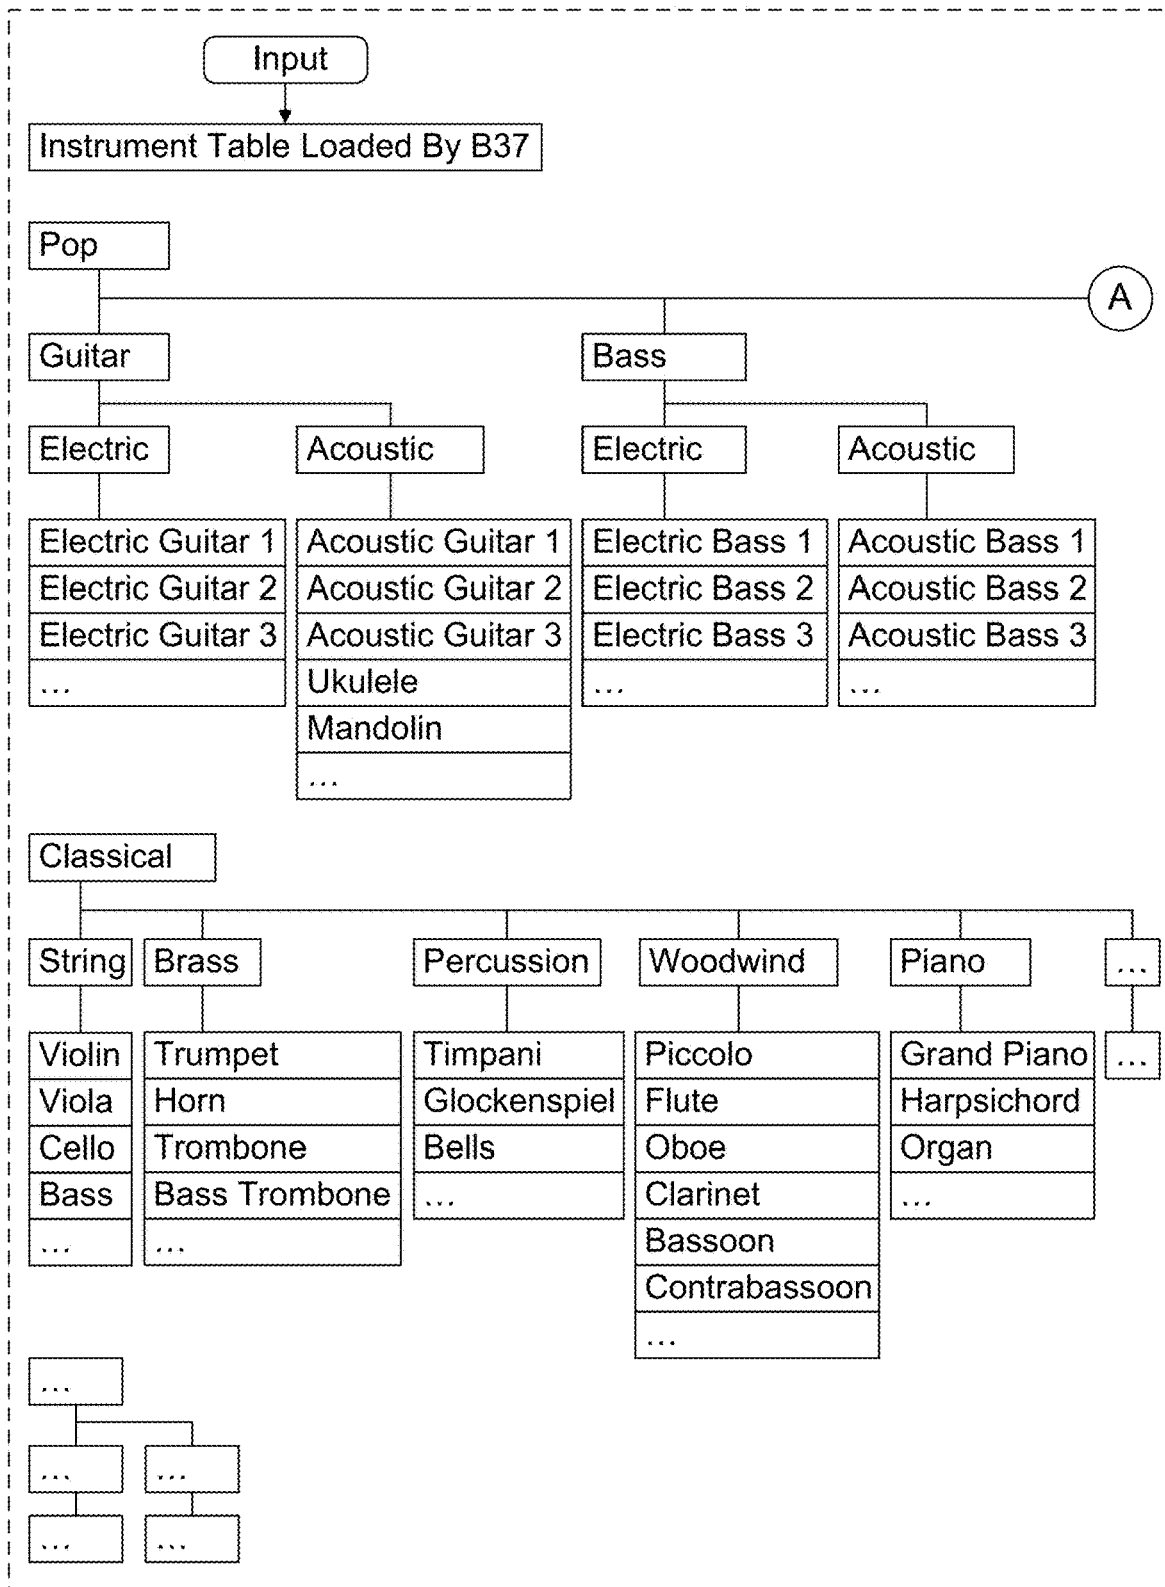 Input
Instrument Table Loaded By B37
Pop
A
Guitar
Bass
Electric
Acoustic
Electric
Acoustic
Electric Guitar 1
Electric Guitar 2
Electric Guitar 3
...
Acoustic Guitar 1
Acoustic Guitar 2
Acoustic Guitar 3
Ukulele
Mandolin
...
Electric Bass 1
Electric Bass 2
Electric Bass 3
...
Acoustic Bass 1
Acoustic Bass 2
Acoustic Bass 3
...
Classical
String
Brass
Percussion
Woodwind
Piano
...
Violin
Viola
Cello
Bass
...
Trumpet
Horn
Trombone
Bass Trombone
...
Timpani
Glockenspiel
Bells
...
Piccolo
Flute
Oboe
Clarinet
Bassoon
Contrabassoon
...
Grand Piano
Harpsichord
Organ
...
...
...
...
...
...
...